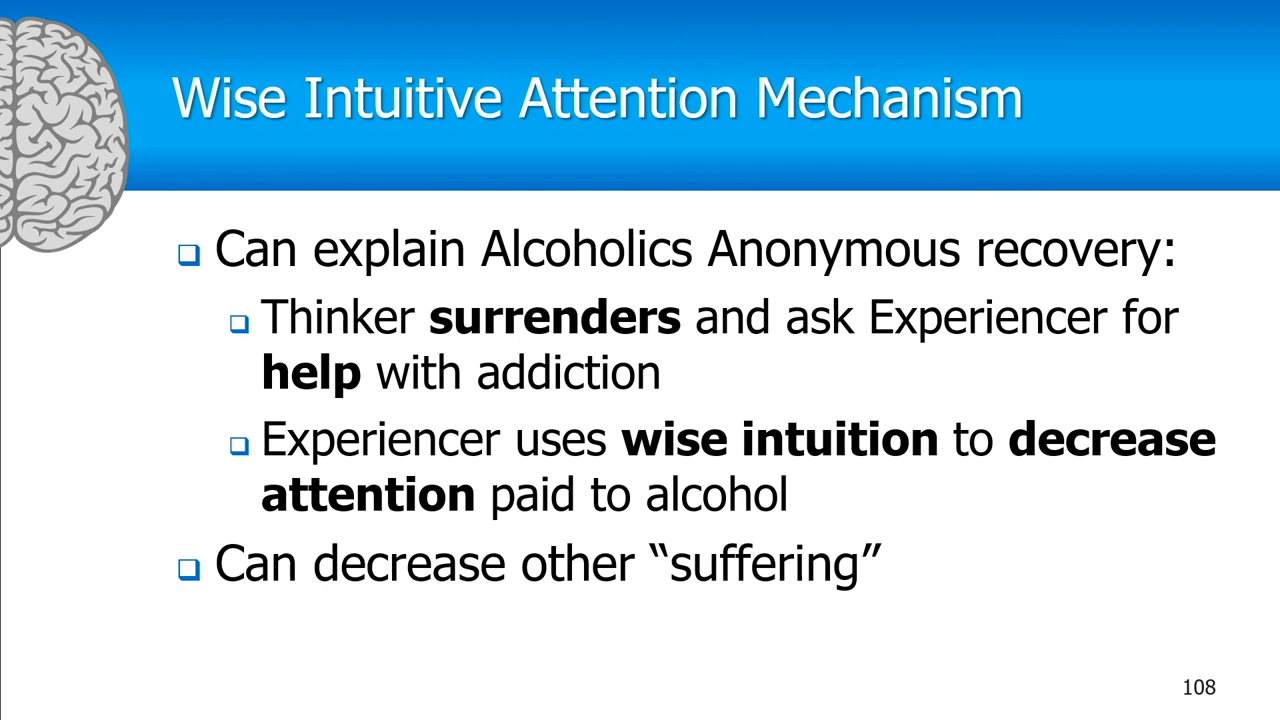 Wise Intuitive Attention Mechanism
Can explain Alcoholics Anonymous recovery:
Thinker surrenders and ask Experiencer for
help with addiction
Experiencer uses wise intuition to decrease
attention paid to alcohol
Can decrease other “suffering”
108